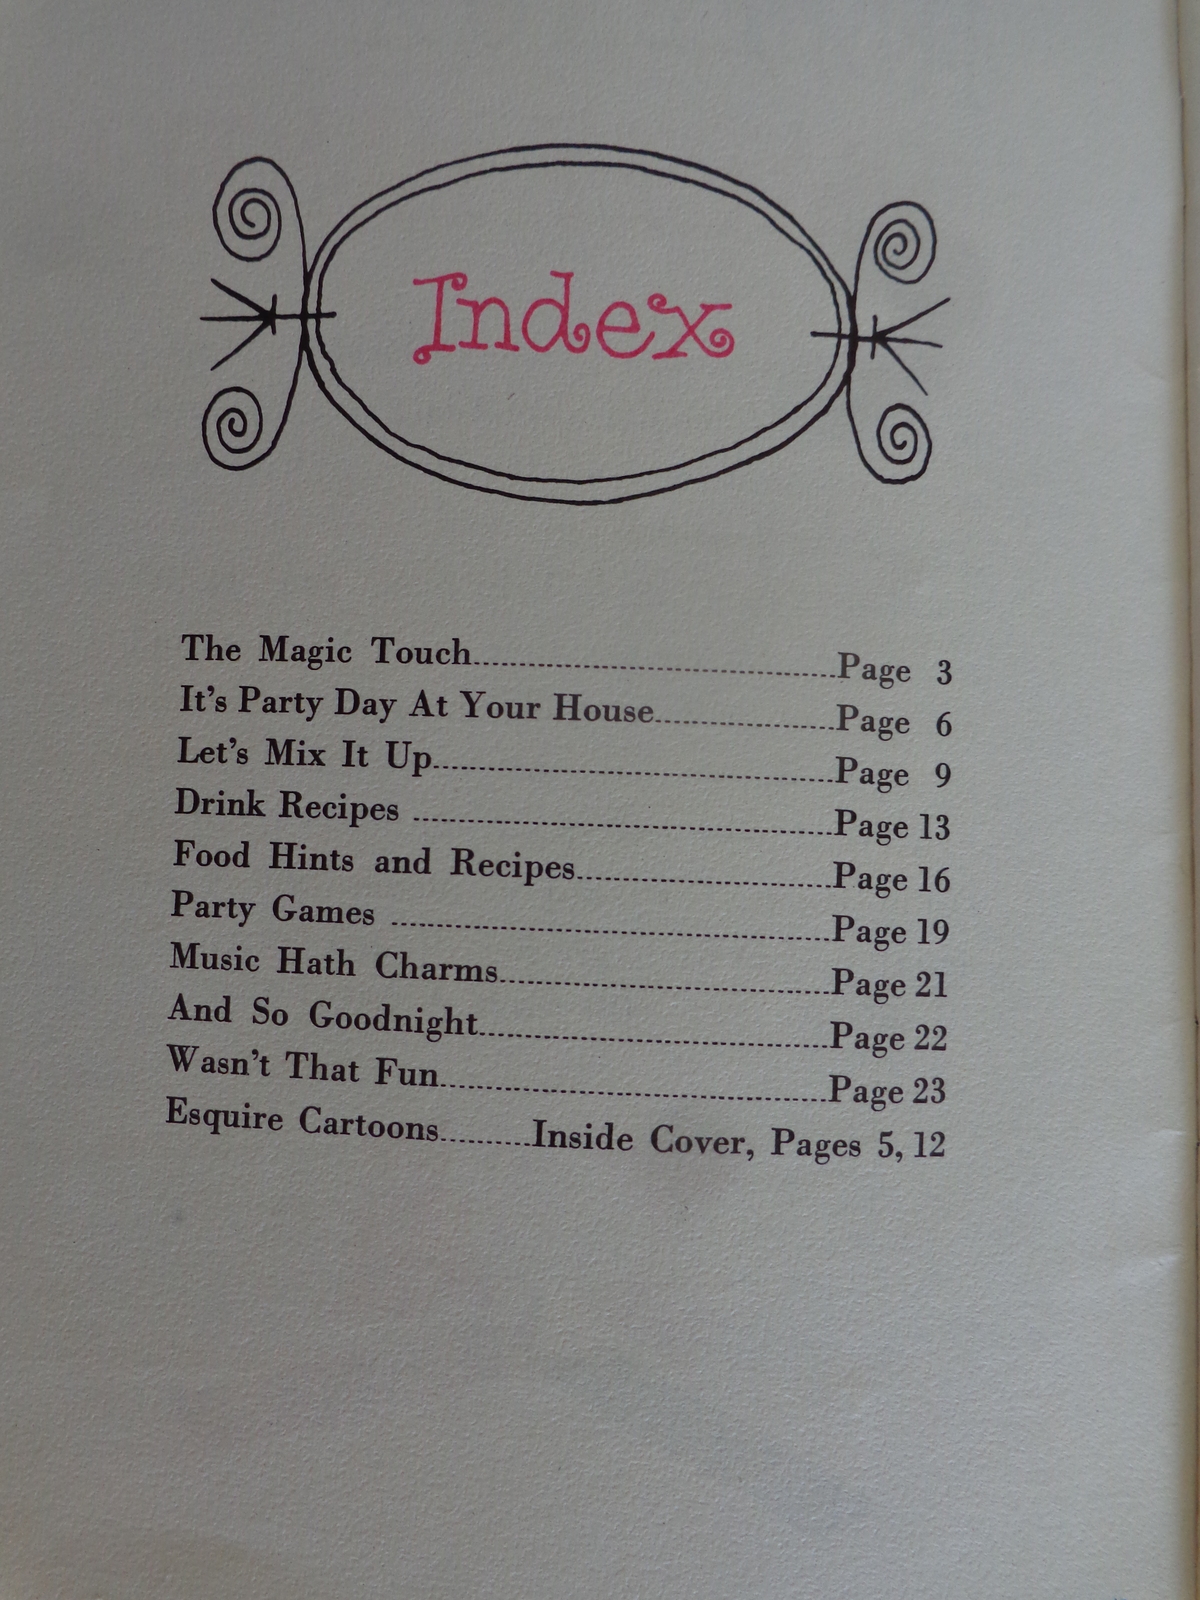 Index
The Magic Touch........................................Page 3
It's Party Day At Your House....................Page 6
Let's Mix It Up............................................Page 9
Drink Recipes ..............................................Page 13
Food Hints and Recipes............................Page 16
Party Games ................................................Page 19
Music Hath Charms....................................Page 21
And So Goodnight......................................Page 22
Wasn't That Fun..........................................Page 23
Esquire Cartoons..........Inside Cover, Pages 5, 12